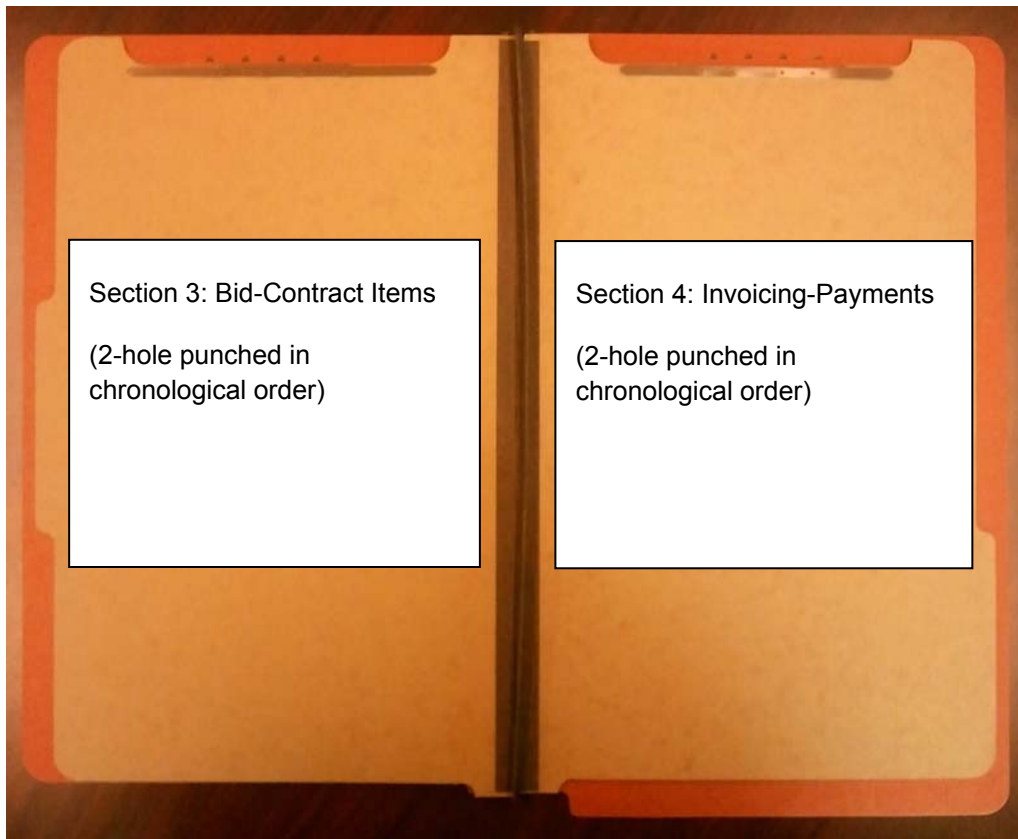 Section 3: Bid-Contract Items
(2-hole punched in
chronological order)
Section 4: Invoicing-Payments
(2-hole punched in
chronological order)